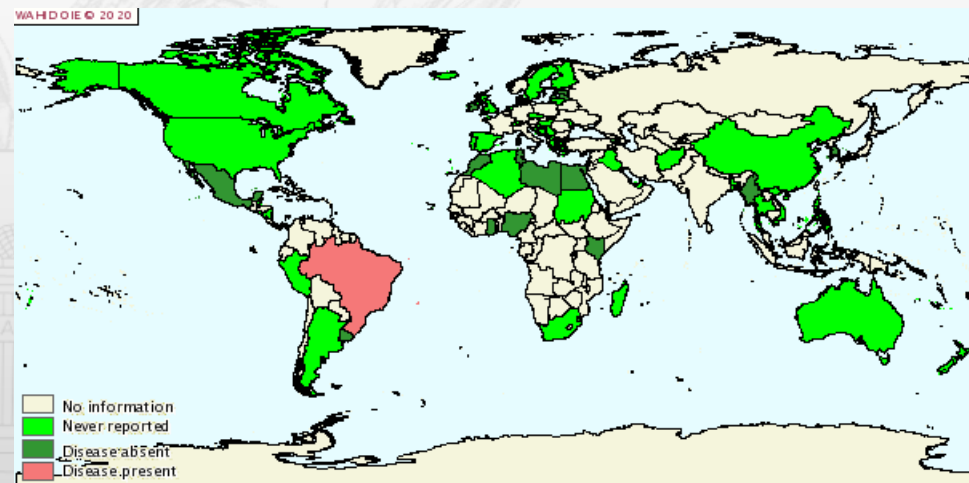 WAHID OIE © 2020
No information
Never reported
Disease absent
Disease present